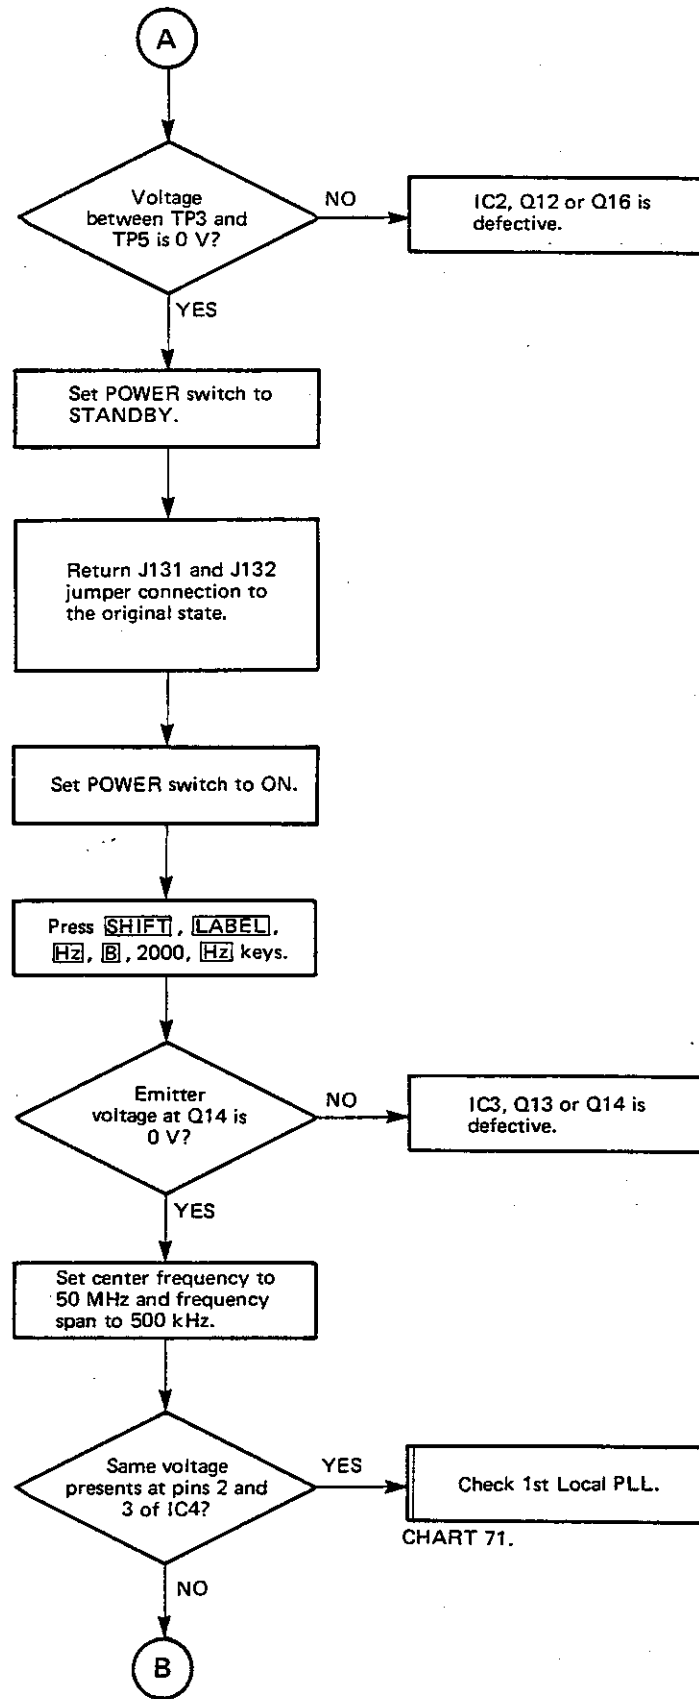 A
Voltage
between TP3 and
TP5 is 0 V?
NO
IC2, Q12 or Q16 is
defective.
YES
Set POWER switch to
STANDBY.
Return J131 and J132
jumper connection to
the original state.
Set POWER switch to ON.
Press SHIFT, LABEL,
Hz, B, 2000, Hz keys.
Emitter
voltage at Q14 is
0 V?
NO
IC3, Q13 or Q14 is
defective.
YES
Set center frequency to
50 MHz and frequency
span to 500 kHz.
Same voltage
presents at pins 2 and
3 of IC4?
YES
Check 1st Local PLL.
CHART 71.
NO
B